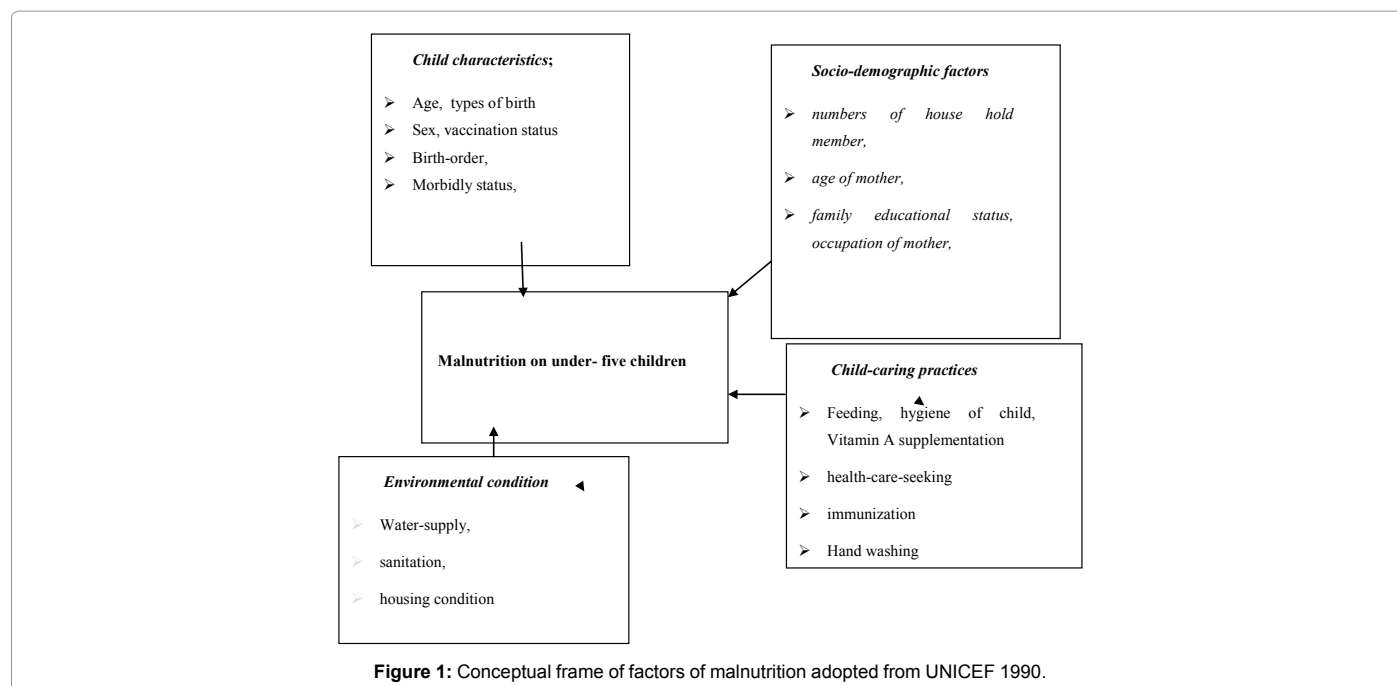 Child characteristics;
➢ Age, types of birth
➢ Sex, vaccination status
➢ Birth-order,
➢ Morbidly status,
Socio-demographic factors
➢ numbers of house hold
member,
➢ age of mother,
➢ family educational status,
occupation of mother,
Malnutrition on under- five children
Child-caring practices
➢ Feeding, hygiene of child,
Vitamin A supplementation
➢ health-care-seeking
➢ immunization
➢ Hand washing
Environmental condition
➢ Water-supply,
➢ sanitation,
➢ housing condition
Figure 1: Conceptual frame of factors of malnutrition adopted from UNICEF 1990.